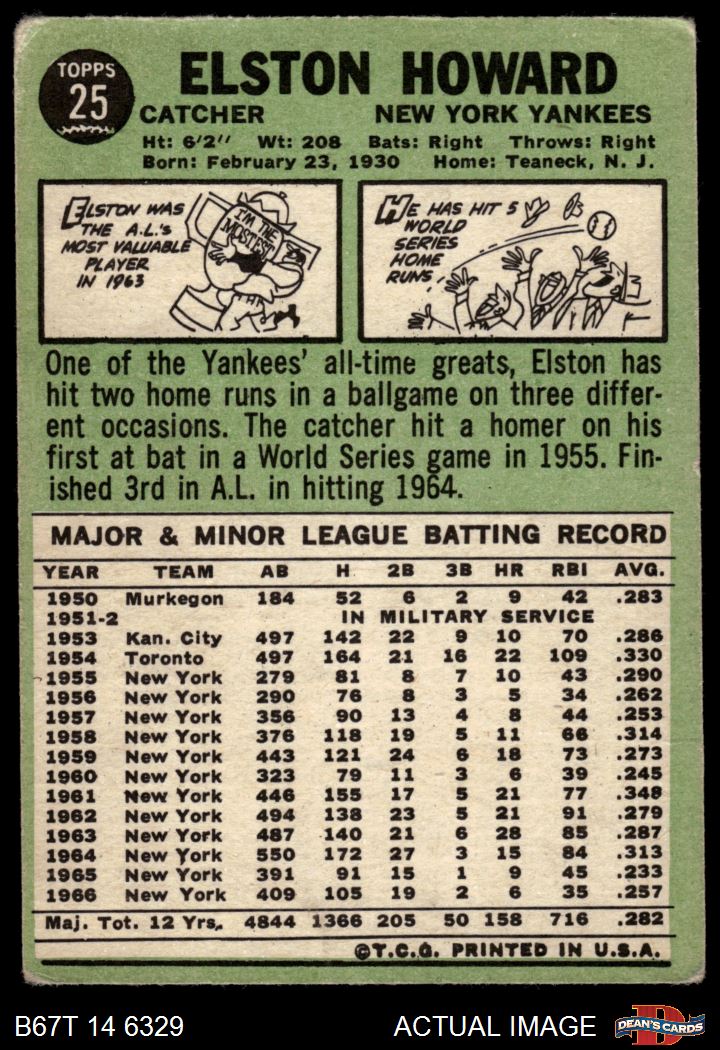 TOPPS
25
ELSTON HOWARD
CATCHER NEW YORK YANKEES
Ht: 6'2" Wt: 208 Bats: Right Throws: Right
Born: February 23, 1930 Home: Teaneck, N. J.
ELSTON WAS
THE A.L.'s
MOST VALUABLE
PLAYER
IN 1963
I'M THE
MOSTEST!
HE HAS HIT 5
WORLD
SERIES
HOME
RUNS
One of the Yankees' all-time greats, Elston has
hit two home runs in a ballgame on three differ-
ent occasions. The catcher hit a homer on his
first at bat in a World Series game in 1955. Fin-
ished 3rd in A.L. in hitting 1964.
MAJOR & MINOR LEAGUE BATTING RECORD
YEAR TEAM AB H 2B 3B HR RBI AVG.
1950 Murkegon 184 52 6 2 9 42 .283
1951-2 IN MILITARY SERVICE
1953 Kan. City 497 142 22 9 10 70 .286
1954 Toronto 497 164 21 16 22 109 .330
1955 New York 279 81 8 7 10 43 .290
1956 New York 290 76 8 3 5 34 .262
1957 New York 356 90 13 4 8 44 .253
1958 New York 376 118 19 5 11 66 .314
1959 New York 443 121 24 6 18 73 .273
1960 New York 323 79 11 3 6 39 .245
1961 New York 446 155 17 5 21 77 .348
1962 New York 494 138 23 5 21 91 .279
1963 New York 487 140 21 6 28 85 .287
1964 New York 550 172 27 3 15 84 .313
1965 New York 391 91 15 1 9 45 .233
1966 New York 409 105 19 2 6 35 .257
Maj. Tot. 12 Yrs. 4844 1366 205 50 158 716 .282
©T.C.G. PRINTED IN U.S.A.
B67T 14 6329 ACTUAL IMAGE
D
DEAN'S CARDS